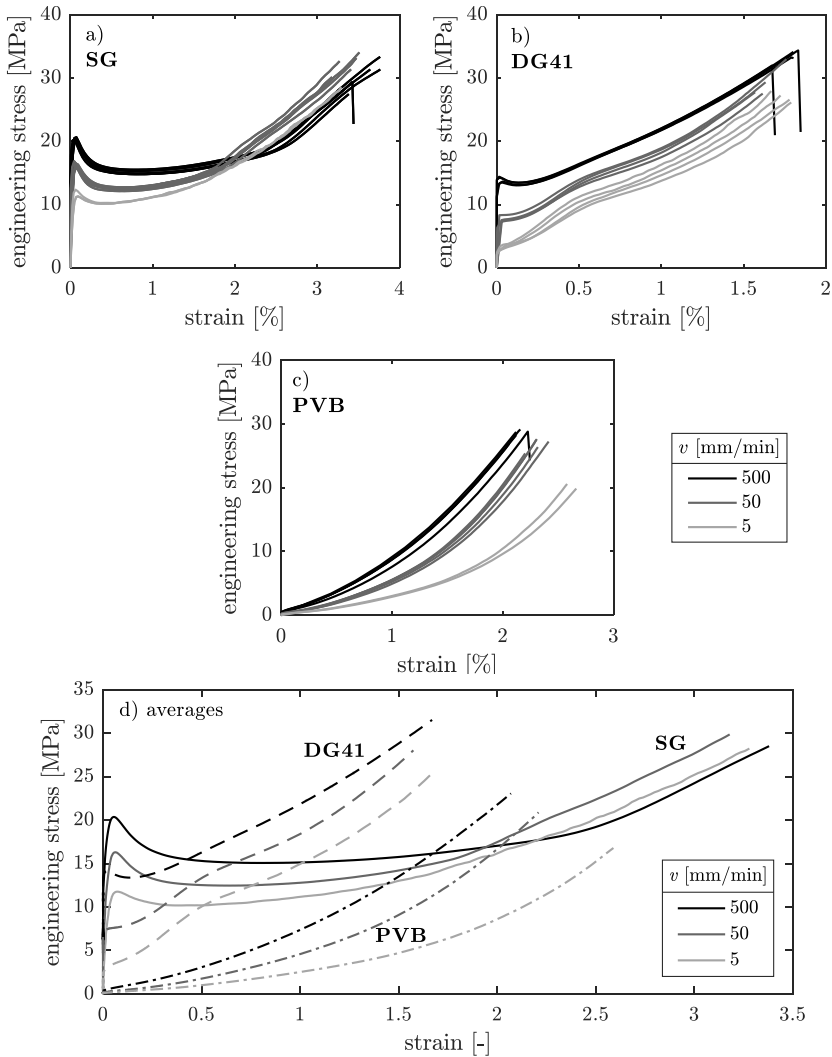 a)
SG
engineering stress [MPa]
40
30
20
10
0
0 1 2 3 4
strain [%]
b)
DG41
engineering stress [MPa]
40
30
20
10
0
0 0.5 1 1.5 2
strain [%]
c)
PVB
engineering stress [MPa]
40
30
20
10
0
0 1 2 3
strain [%]
v [mm/min]
500
50
5
d) averages
DG41
SG
PVB
engineering stress [MPa]
35
30
25
20
15
10
5
0
0 0.5 1 1.5 2 2.5 3 3.5
strain [-]
v [mm/min]
500
50
5